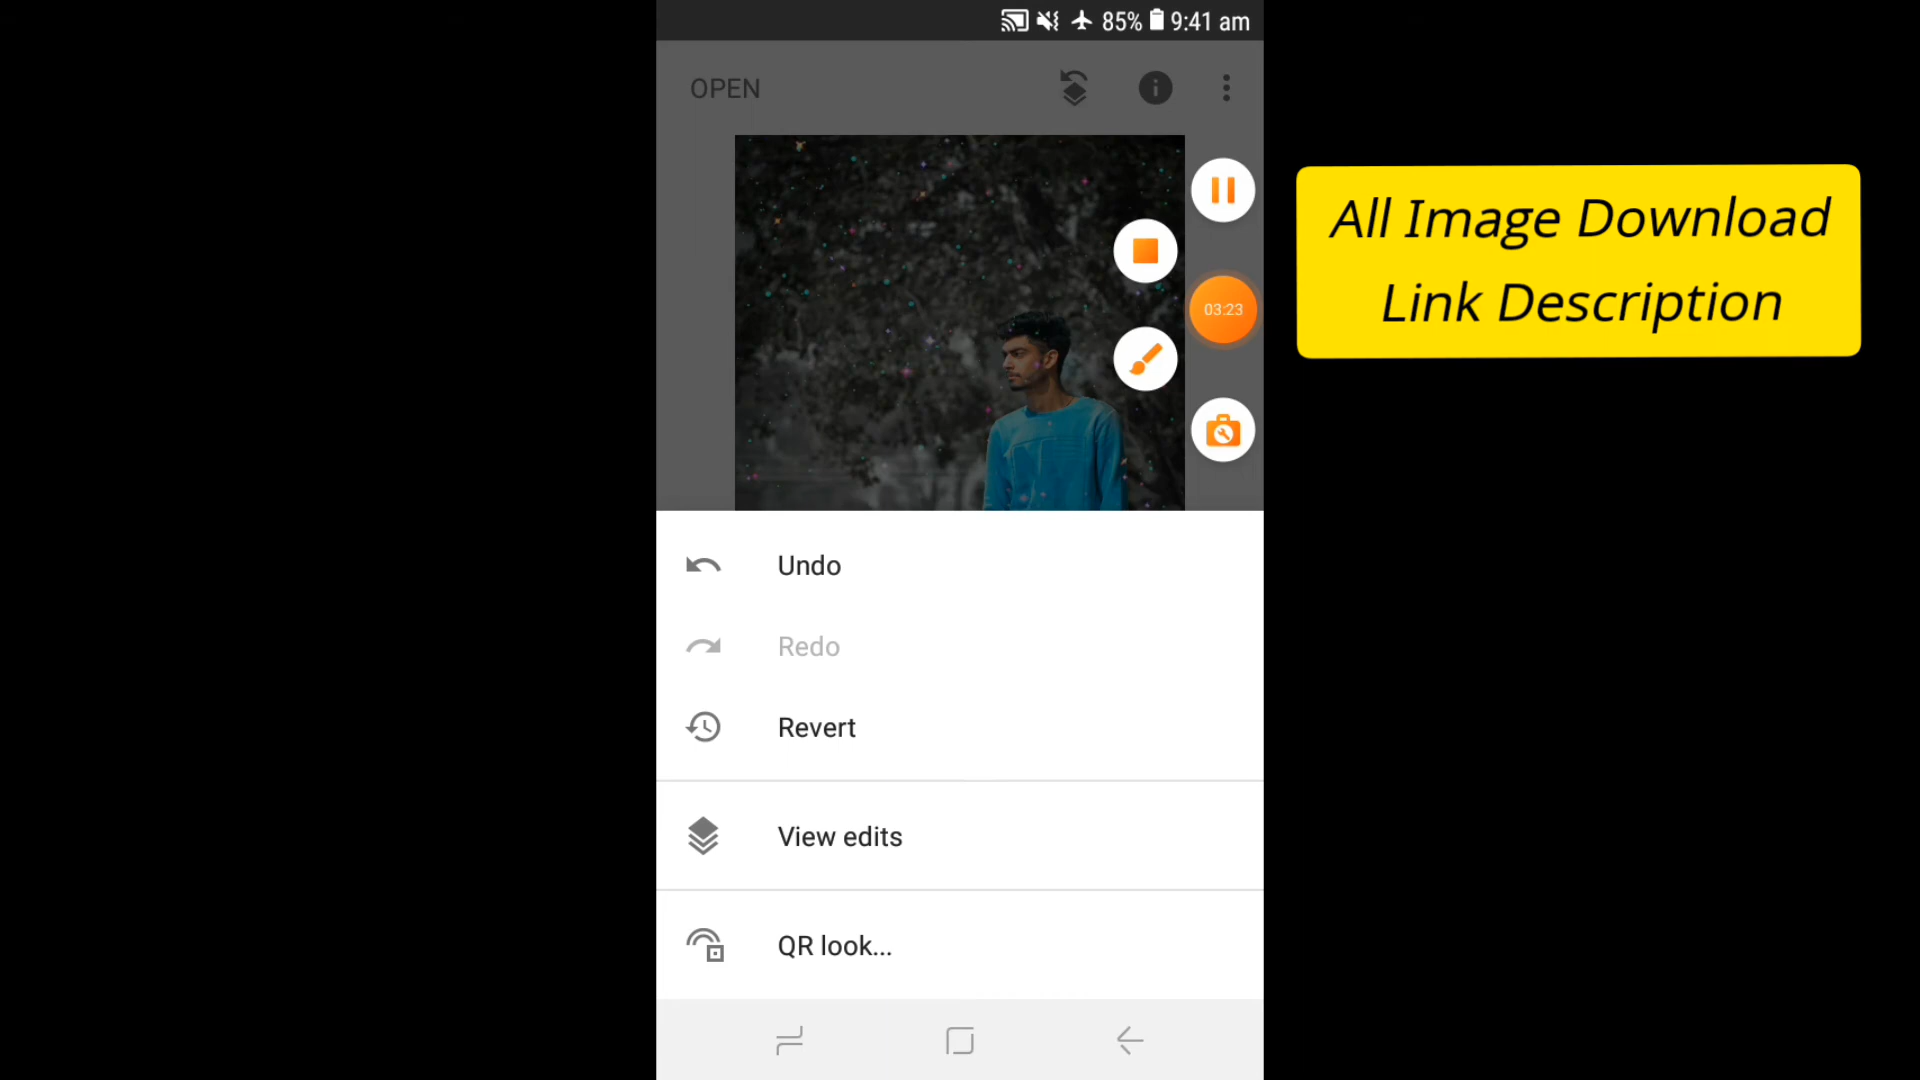 85% 9:41 am
OPEN
03:23
All Image Download
Link Description
Undo
Redo
Revert
View edits
QR look...